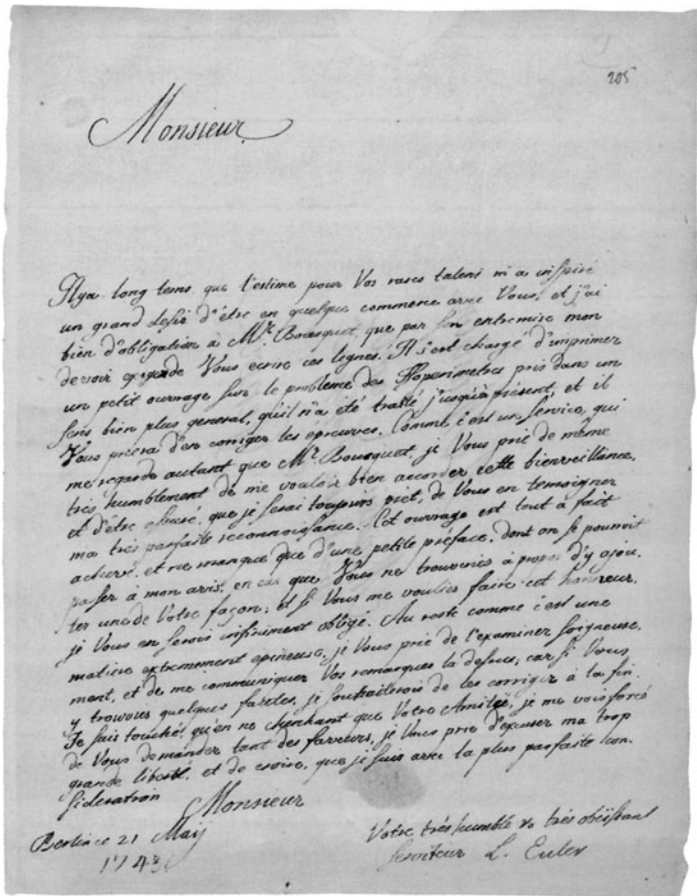 205
Monsieur
Il y a long tems que l'estime pour Vos rares talens m'a inspiré
un grand desir d'être en quelque commerce avec Vous, et j'ai
bien d'obligation à Mr. Bousquet, que par son entremise mon
devoir exige de Vous ecrire ces lignes. Il s'est chargé d'imprimer
un petit ouvrage sur le probleme des Isoperimetres pris dans un
sens bien plus general, qu'il n'a été traité jusqu'à présent, et il
Vous priera d'en corriger les épreuves. Comme c'est un service, qui
me regarde autant que Mr. Bousquet, je Vous prie de même
très humblement de me vouloir bien accorder cette bienveillance,
et d'être assuré, que je serai toujours prêt, de Vous en temoigner
ma très parfaite reconnoissance. Cet ouvrage est tout à fait
achevé, et ne manque que d'une petite preface, dont on se pourroit
passer à mon avis, en cas que Vous ne trouveriés à propos d'y ajou-
ter une de Votre façon; et si Vous me vouliés faire cet honneur,
je Vous en serois infiniment obligé. Au reste comme c'est une
matiere extremement epineuse, je Vous prie de l'examiner soigneuse-
ment, et de me communiquer Vos remarques la dessus; car si Vous
y trouvies quelques fautes, je souhaiterois de les corriger à la fin.
Je suis touché, qu'en ne cherchant que Votre Amitié, je me vois forcé
de Vous demander tant des faveurs, je Vous prie d'excuser ma trop
grande liberté, et de croire, que je suis avec la plus parfaite con-
sideration
Monsieur
Berlin ce 21 Maij
1743
Votre très humble & très obéissant
serviteur L. Euler